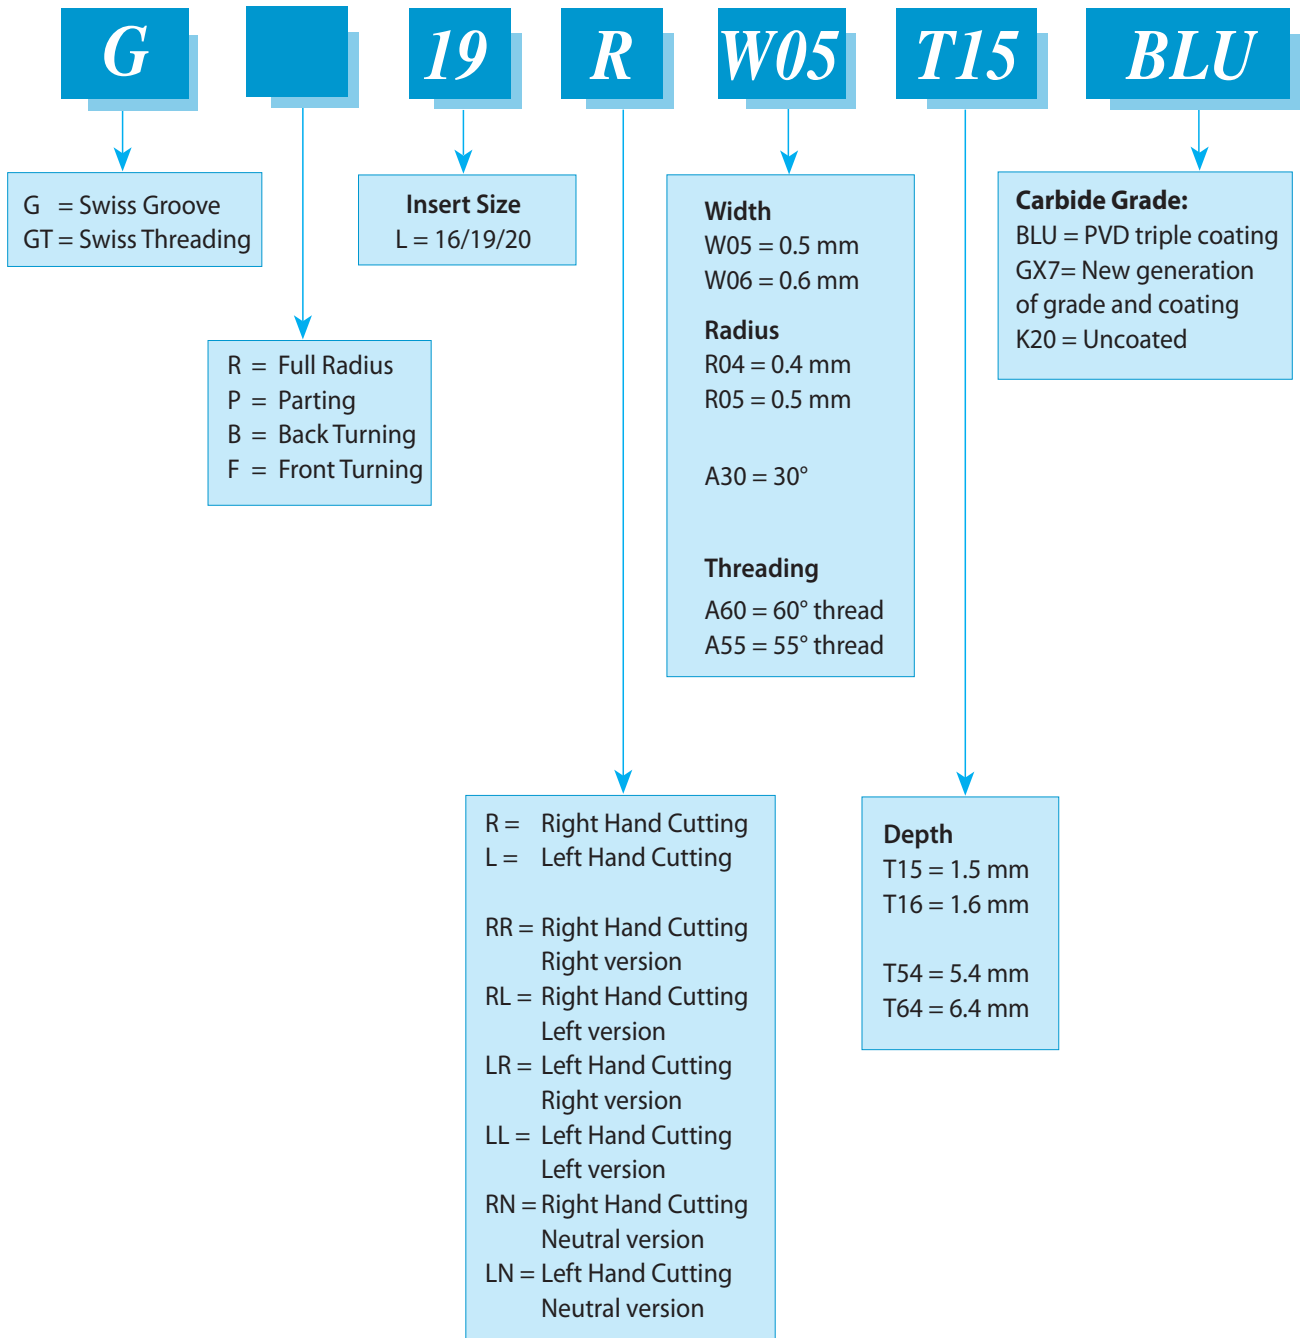 G 19 R W05 T15 BLU
G = Swiss Groove
GT = Swiss Threading
R = Full Radius
P = Parting
B = Back Turning
F = Front Turning
Insert Size
L = 16/19/20
R = Right Hand Cutting
L = Left Hand Cutting
RR = Right Hand Cutting
Right version
RL = Right Hand Cutting
Left version
LR = Left Hand Cutting
Right version
LL = Left Hand Cutting
Left version
RN = Right Hand Cutting
Neutral version
LN = Left Hand Cutting
Neutral version
Width
W05 = 0.5 mm
W06 = 0.6 mm
Radius
R04 = 0.4 mm
R05 = 0.5 mm
A30 = 30°
Threading
A60 = 60° thread
A55 = 55° thread
Depth
T15 = 1.5 mm
T16 = 1.6 mm
T54 = 5.4 mm
T64 = 6.4 mm
Carbide Grade:
BLU = PVD triple coating
GX7= New generation
of grade and coating
K20 = Uncoated